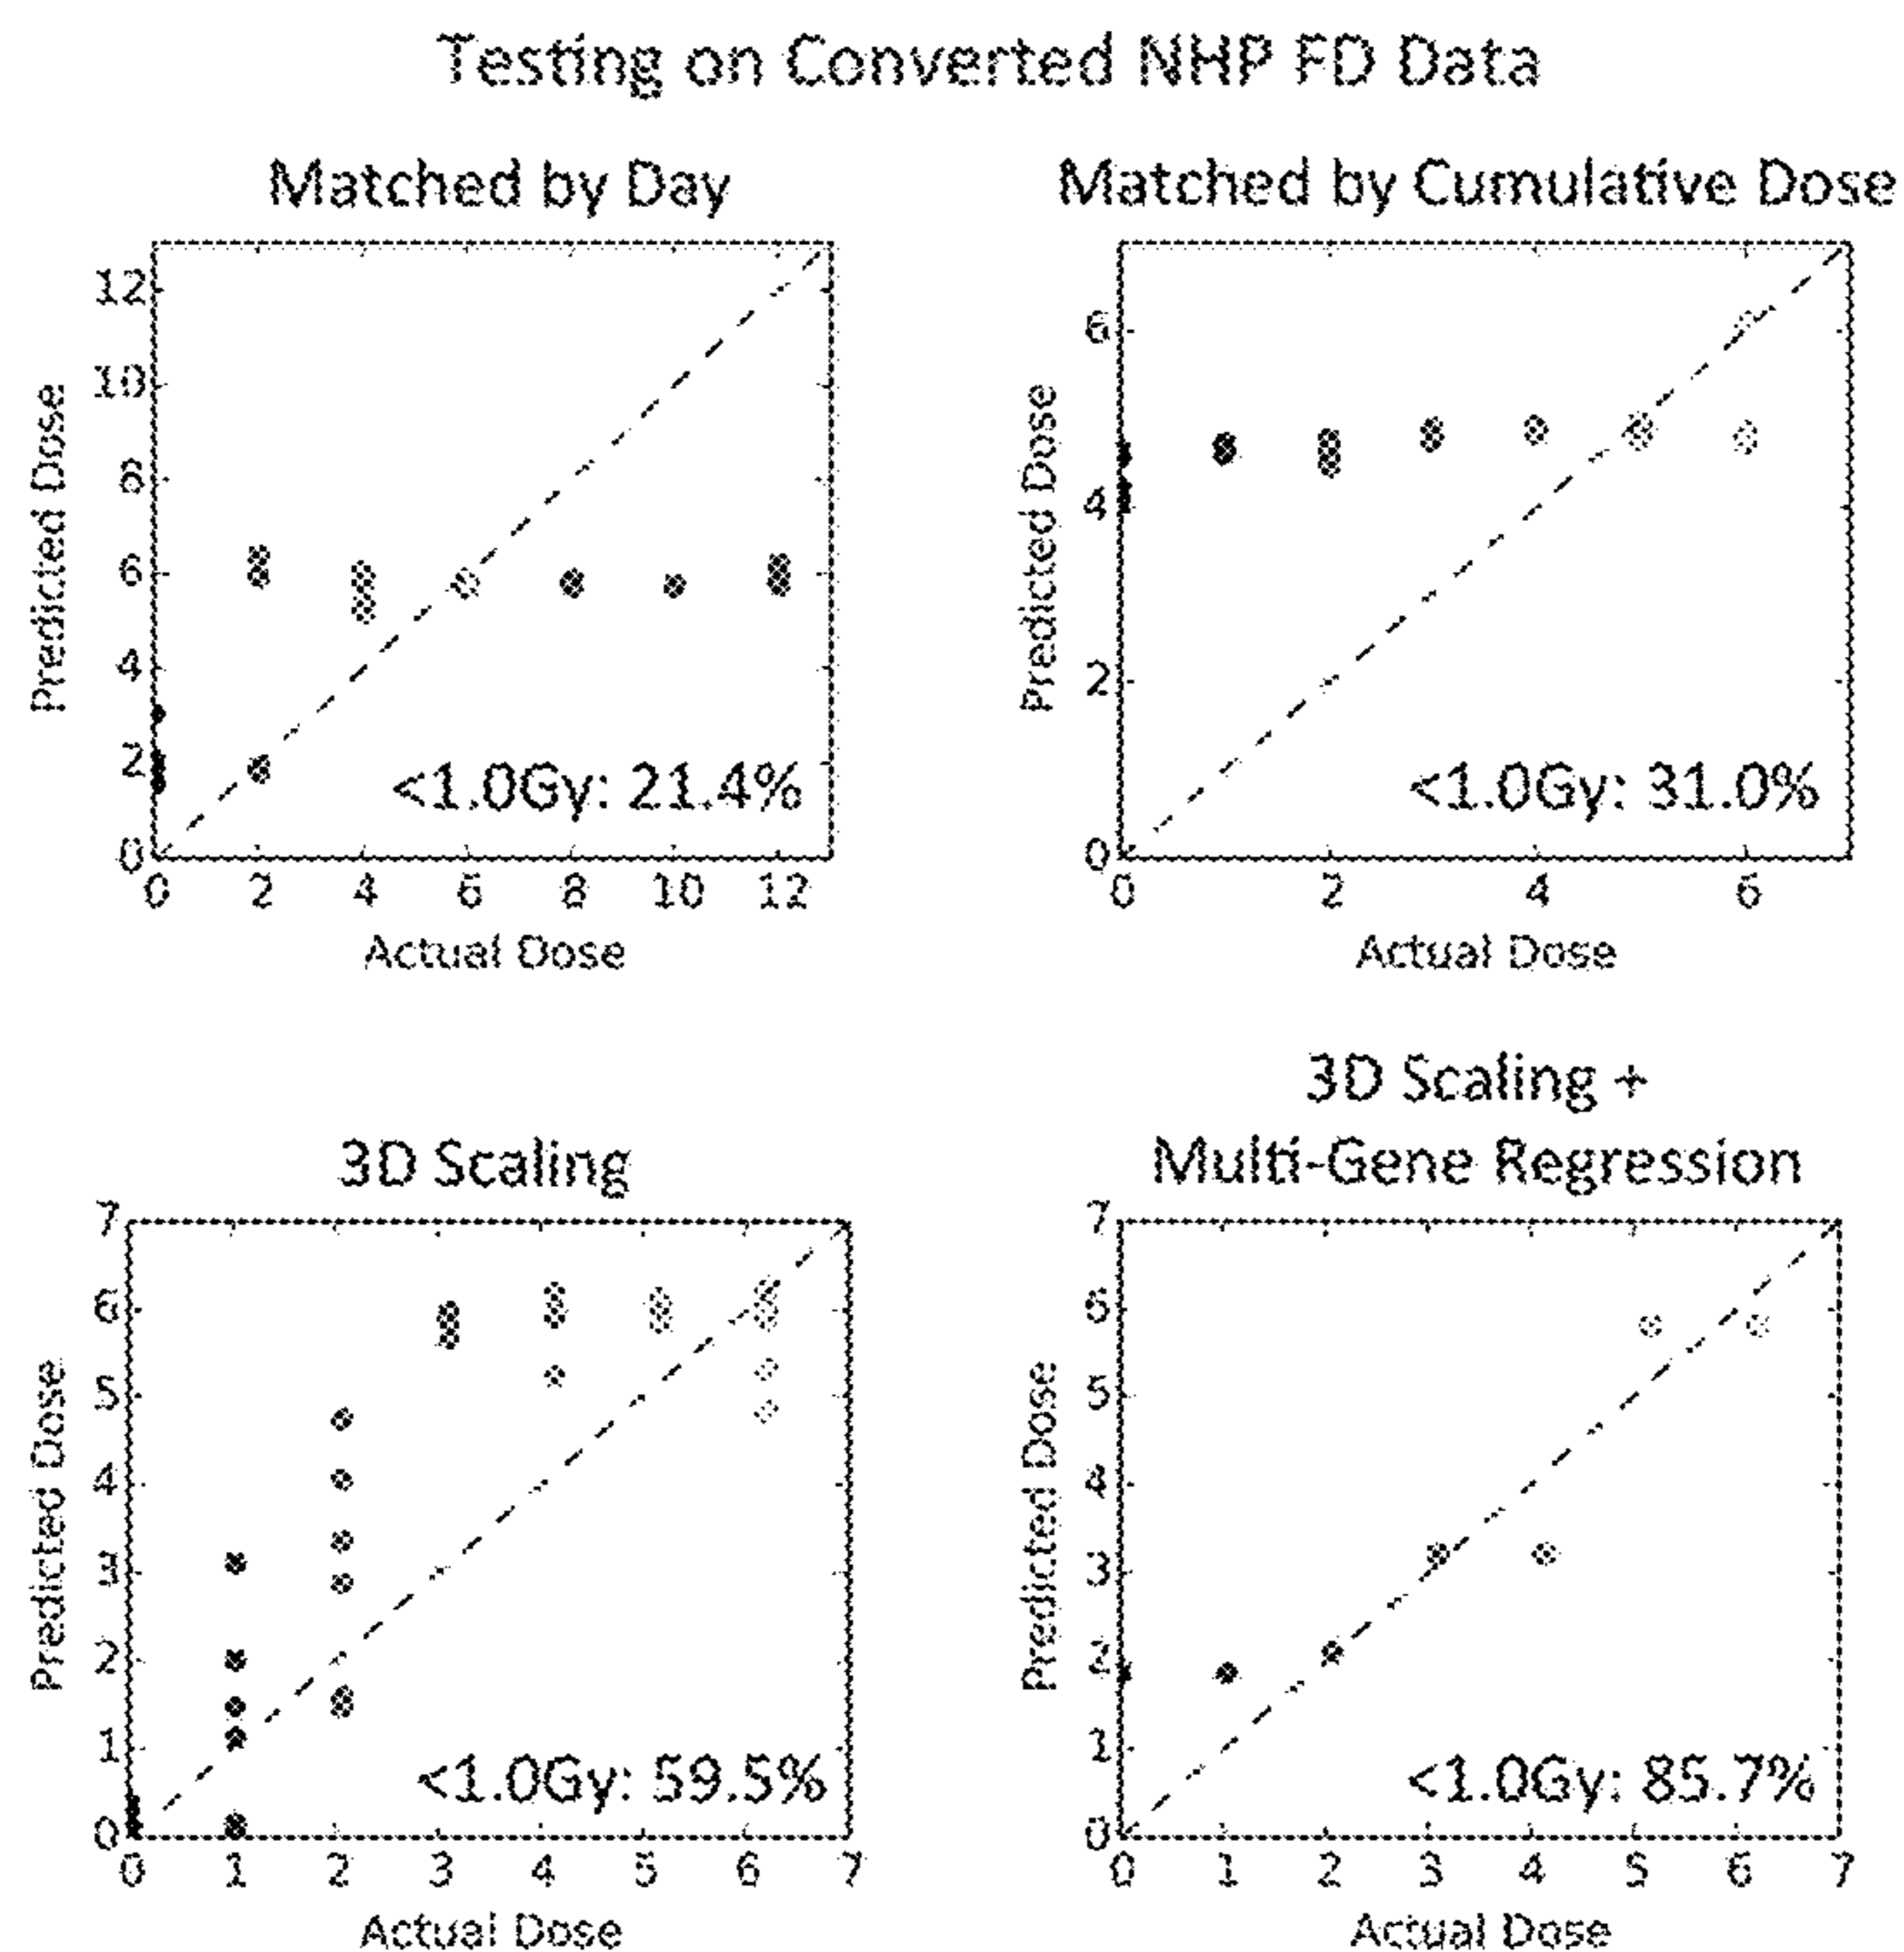 Testing on Converted NHP FD Data
Matched by Day
Predicted Dose
12
10
8
6
4
2
0
<1.0Gy: 21.4%
0 2 4 6 8 10 12
Actual Dose
Matched by Cumulative Dose
Predicted Dose
6
4
2
0
<1.0Gy: 31.0%
0 2 4 6
Actual Dose
3D Scaling
Predicted Dose
7
6
5
4
3
2
1
0
<1.0Gy: 59.5%
0 1 2 3 4 5 6 7
Actual Dose
3D Scaling +
Multi-Gene Regression
Predicted Dose
7
6
5
4
3
2
1
0
<1.0Gy: 85.7%
0 1 2 3 4 5 6 7
Actual Dose